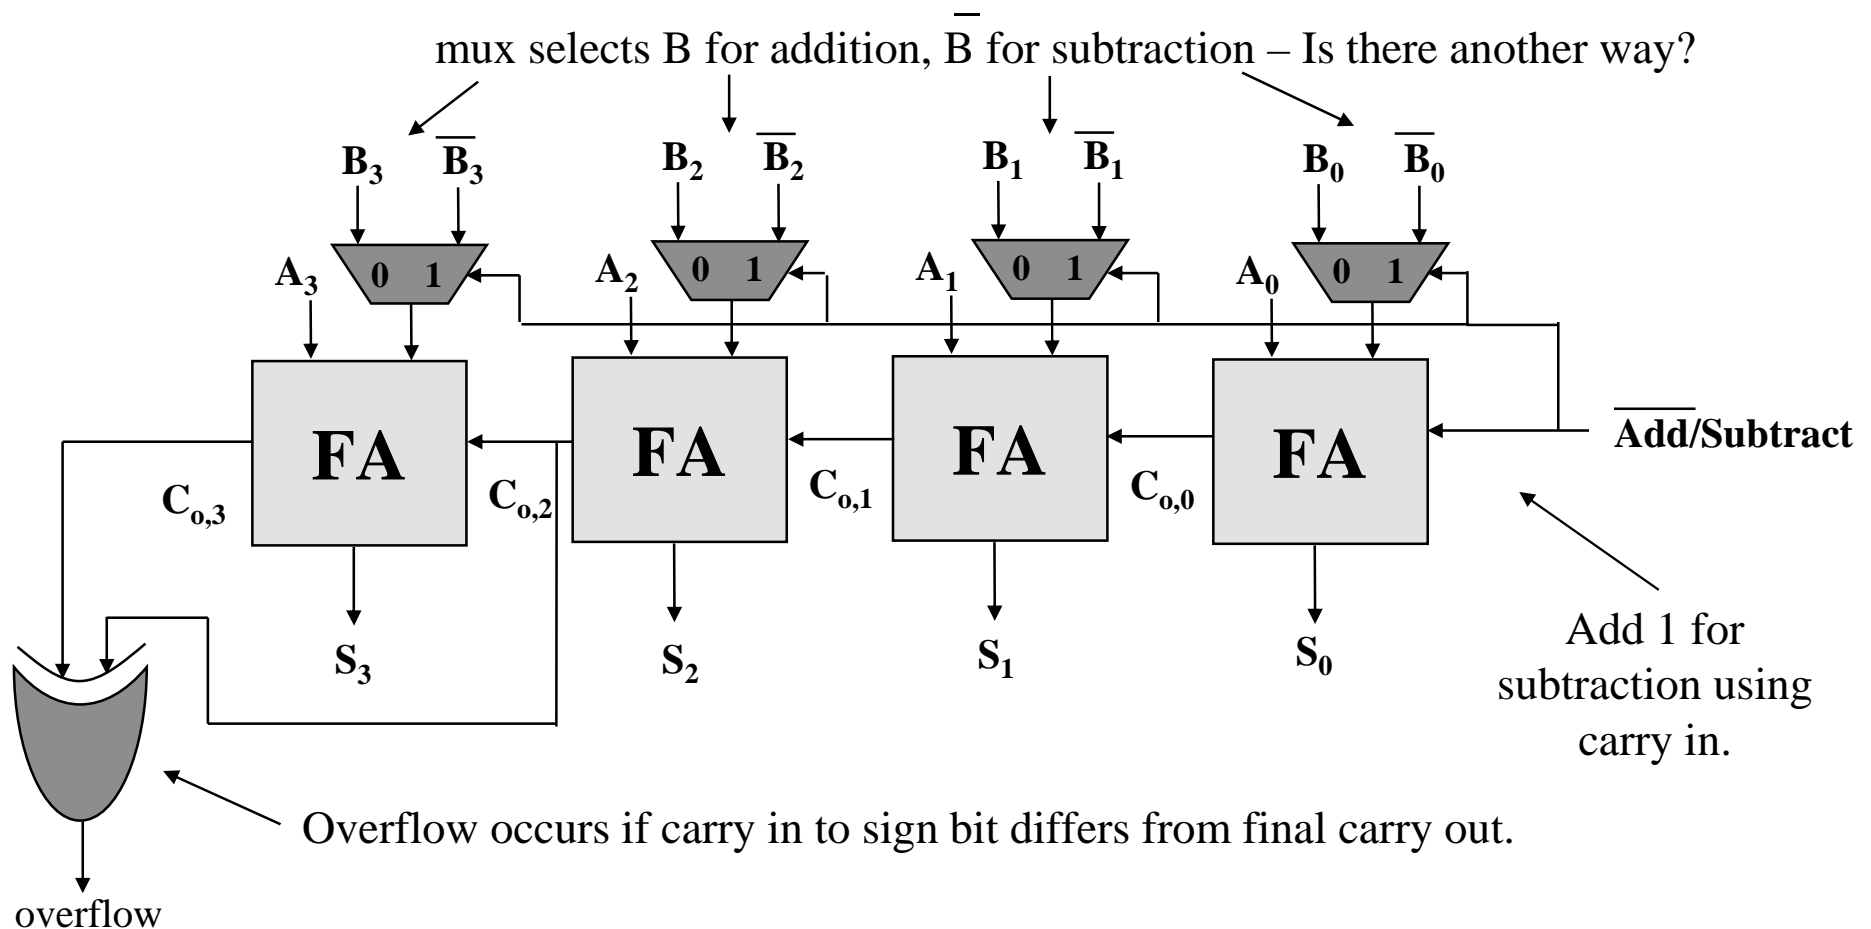 mux selects B for addition, B̅ for subtraction – Is there another way?
B₃ B̅₃ B₂ B̅₂ B₁ B̅₁ B₀ B̅₀
A₃ 0 1 A₂ 0 1 A₁ 0 1 A₀ 0 1
FA FA FA FA
A̅d̅d̅/Subtract
Cₒ,₃ Cₒ,₂ Cₒ,₁ Cₒ,₀
S₃ S₂ S₁ S₀
Add 1 for
subtraction using
carry in.
Overflow occurs if carry in to sign bit differs from final carry out.
overflow